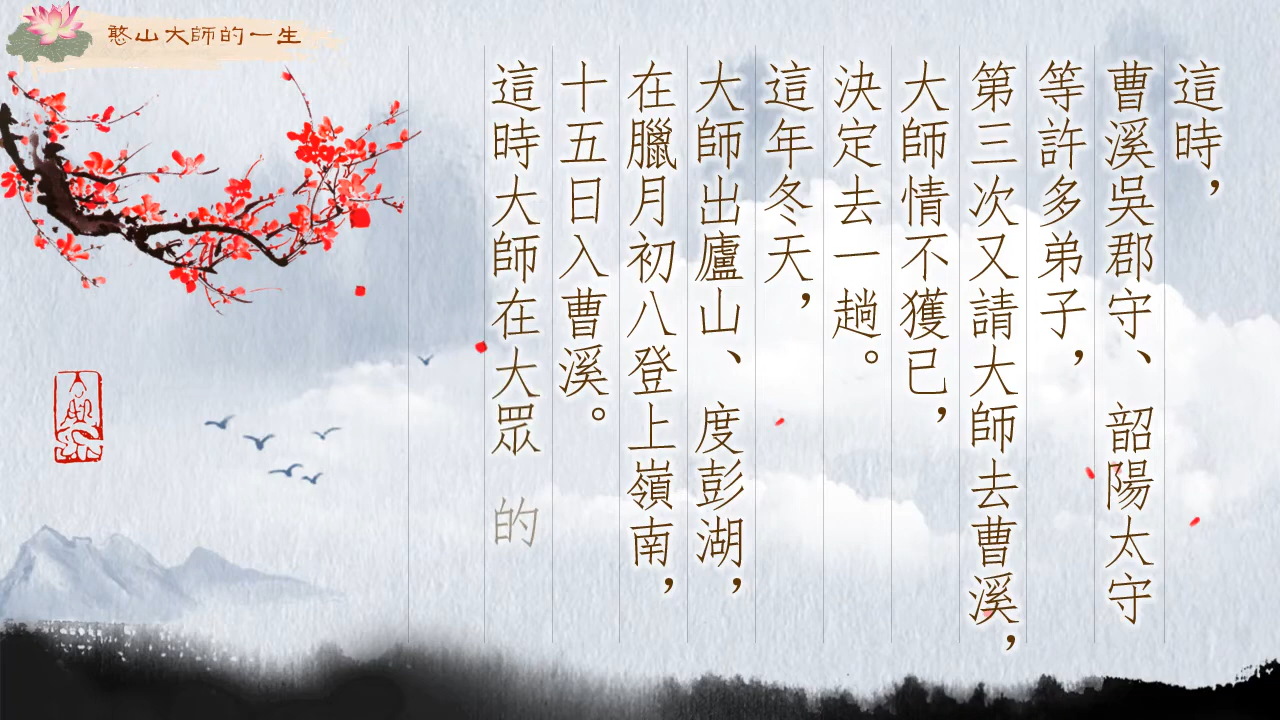 憨山大師的一生
這時，
曹溪吳郡守、韶陽太守
等許多弟子，
第三次又請大師去曹溪，
大師情不獲已，
決定去一趟。
這年冬天，
大師出廬山、度彭湖，
在臘月初八登上嶺南，
十五日入曹溪。
這時大師在大眾的